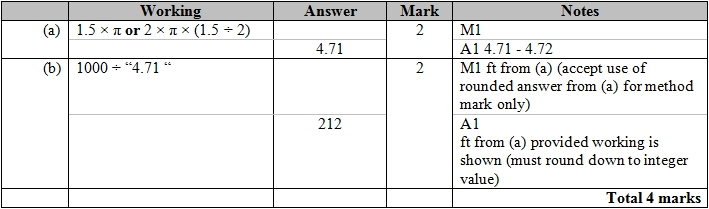 Working Answer Mark Notes
(a) 1.5 × π or 2 × π × (1.5 ÷ 2) 2 M1
4.71 A1 4.71 - 4.72
(b) 1000 ÷ “4.71 “ 2 M1 ft from (a) (accept use of
rounded answer from (a) for method
mark only)
212 A1
ft from (a) provided working is
shown (must round down to integer
value)
Total 4 marks